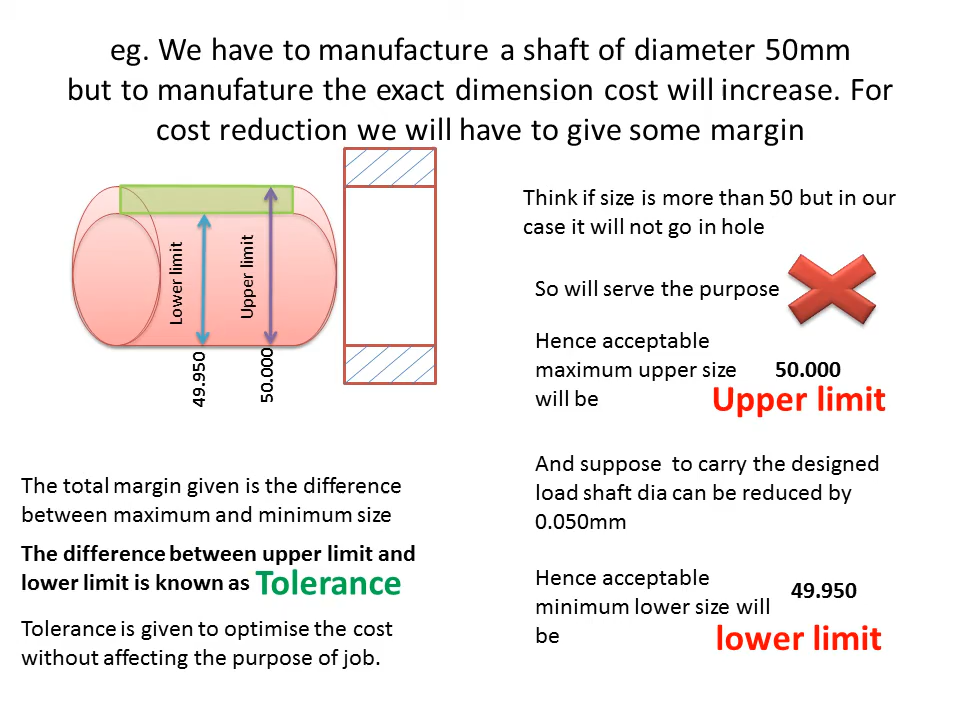 eg. We have to manufacture a shaft of diameter 50mm
but to manufature the exact dimension cost will increase. For
cost reduction we will have to give some margin
Lower limit
Upper limit
49.950
50.000
Think if size is more than 50 but in our
case it will not go in hole
So will serve the purpose
Hence acceptable
maximum upper size
will be
50.000
Upper limit
And suppose to carry the designed
load shaft dia can be reduced by
0.050mm
Hence acceptable
minimum lower size will
be
49.950
lower limit
The total margin given is the difference
between maximum and minimum size
The difference between upper limit and
lower limit is known as Tolerance
Tolerance is given to optimise the cost
without affecting the purpose of job.